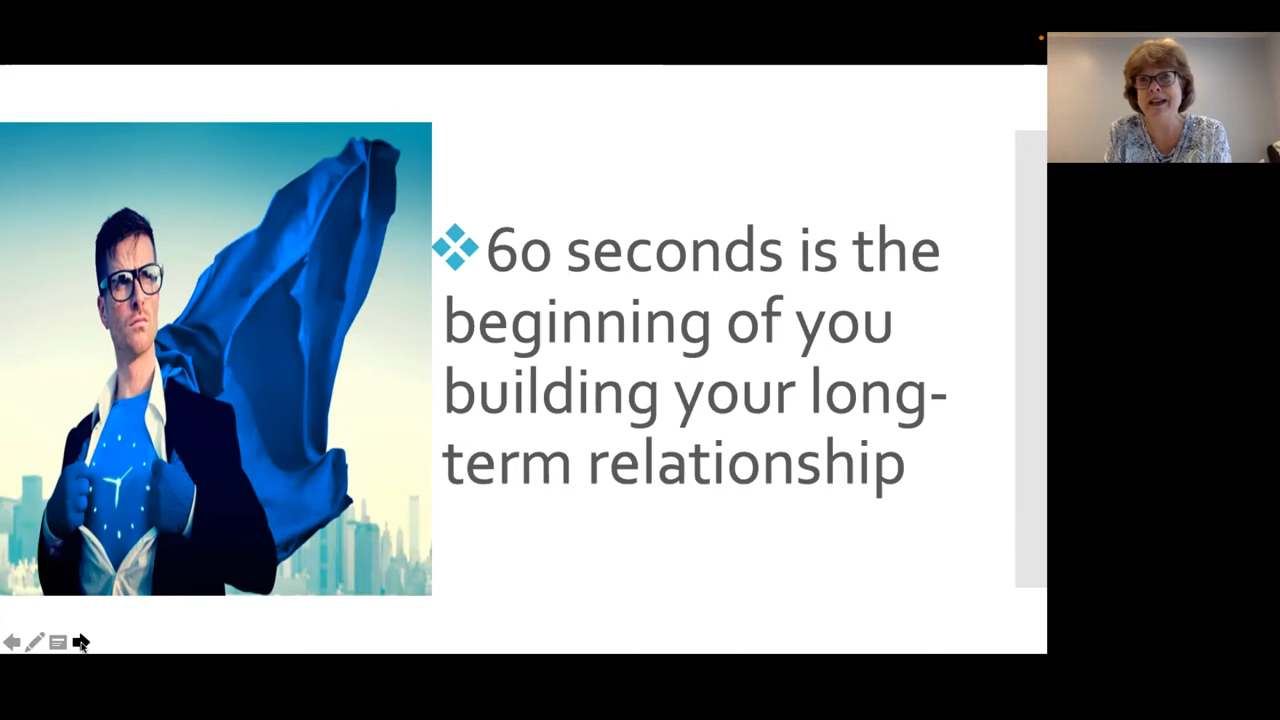 60 seconds is the
beginning of you
building your long-
term relationship